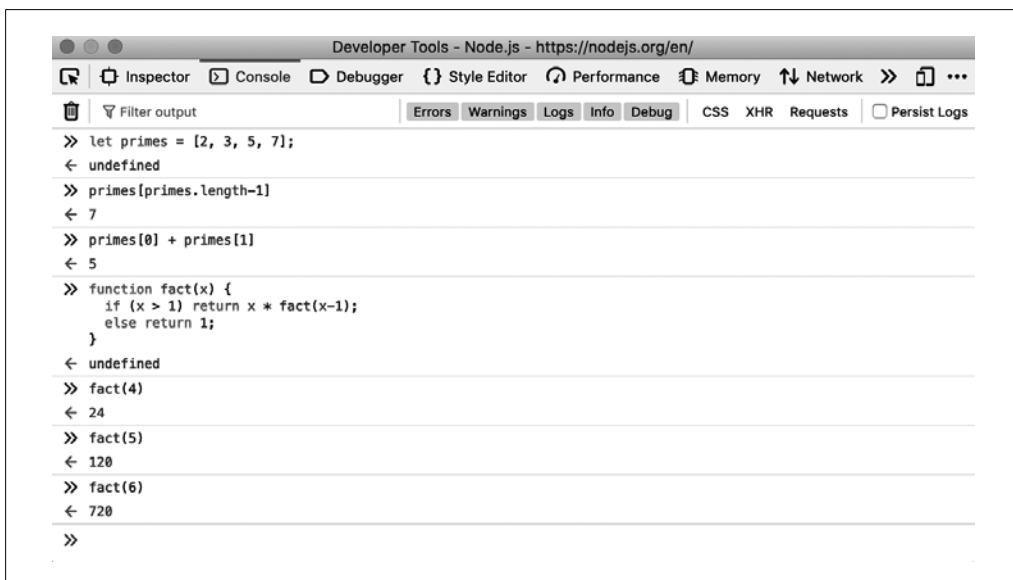 Developer Tools - Node.js - https://nodejs.org/en/
Inspector Console Debugger {} Style Editor Performance Memory Network
Filter output Errors Warnings Logs Info Debug CSS XHR Requests Persist Logs
» let primes = [2, 3, 5, 7];
← undefined
» primes[primes.length-1]
← 7
» primes[0] + primes[1]
← 5
» function fact(x) {
if (x > 1) return x * fact(x-1);
else return 1;
}
← undefined
» fact(4)
← 24
» fact(5)
← 120
» fact(6)
← 720
»